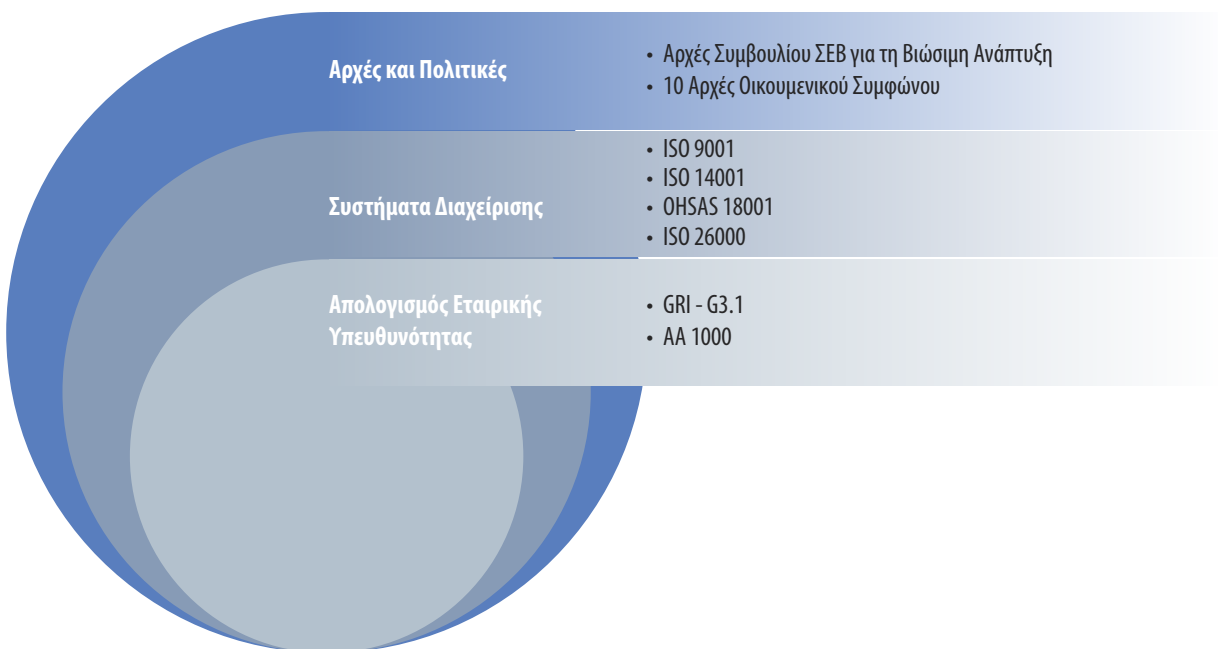 Αρχές και Πολιτικές
• Αρχές Συμβουλίου ΣΕΒ για τη Βιώσιμη Ανάπτυξη
• 10 Αρχές Οικουμενικού Συμφώνου
Συστήματα Διαχείρισης
• ISO 9001
• ISO 14001
• OHSAS 18001
• ISO 26000
Απολογισμός Εταιρικής
Υπευθυνότητας
• GRI - G3.1
• AA 1000